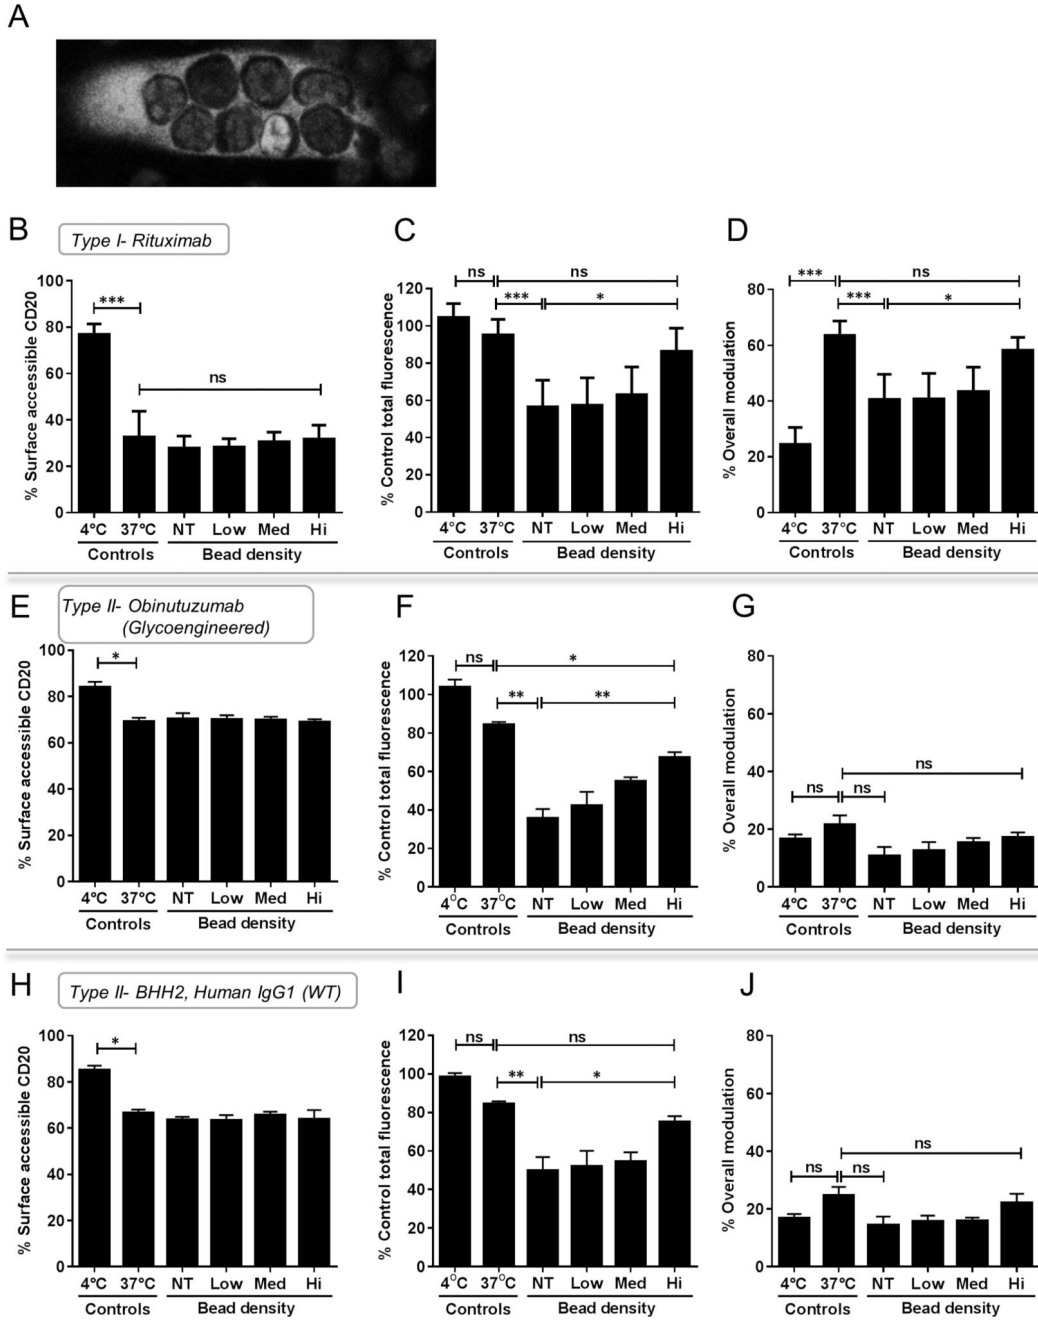 A
B
Type I- Rituximab
C
D
% Surface accessible CD20
100
80
60
40
20
0
***
ns
4°C
37°C
NT
Low
Med
Hi
Controls
Bead density
% Control total fluorescence
120
100
80
60
40
20
0
ns
ns
***
*
4°C
37°C
NT
Low
Med
Hi
Controls
Bead density
% Overall modulation
80
60
40
20
0
***
ns
***
*
4°C
37°C
NT
Low
Med
Hi
Controls
Bead density
E
Type II- Obinutuzumab
(Glycoengineered)
F
G
% Surface accessible CD20
100
80
60
40
20
0
*
4°C
37°C
NT
Low
Med
Hi
Controls
Bead density
% Control total fluorescence
120
100
80
60
40
20
0
ns
*
**
**
4°C
37°C
NT
Low
Med
Hi
Controls
Bead density
% Overall modulation
80
60
40
20
0
ns
ns
ns
4°C
37°C
NT
Low
Med
Hi
Controls
Bead density
H
Type II- BHH2, Human IgG1 (WT)
I
J
% Surface accessible CD20
100
80
60
40
20
0
*
4°C
37°C
NT
Low
Med
Hi
Controls
Bead density
% Control total fluorescence
120
100
80
60
40
20
0
ns
ns
**
*
4°C
37°C
NT
Low
Med
Hi
Controls
Bead density
% Overall modulation
80
60
40
20
0
ns
ns
ns
4°C
37°C
NT
Low
Med
Hi
Controls
Bead density